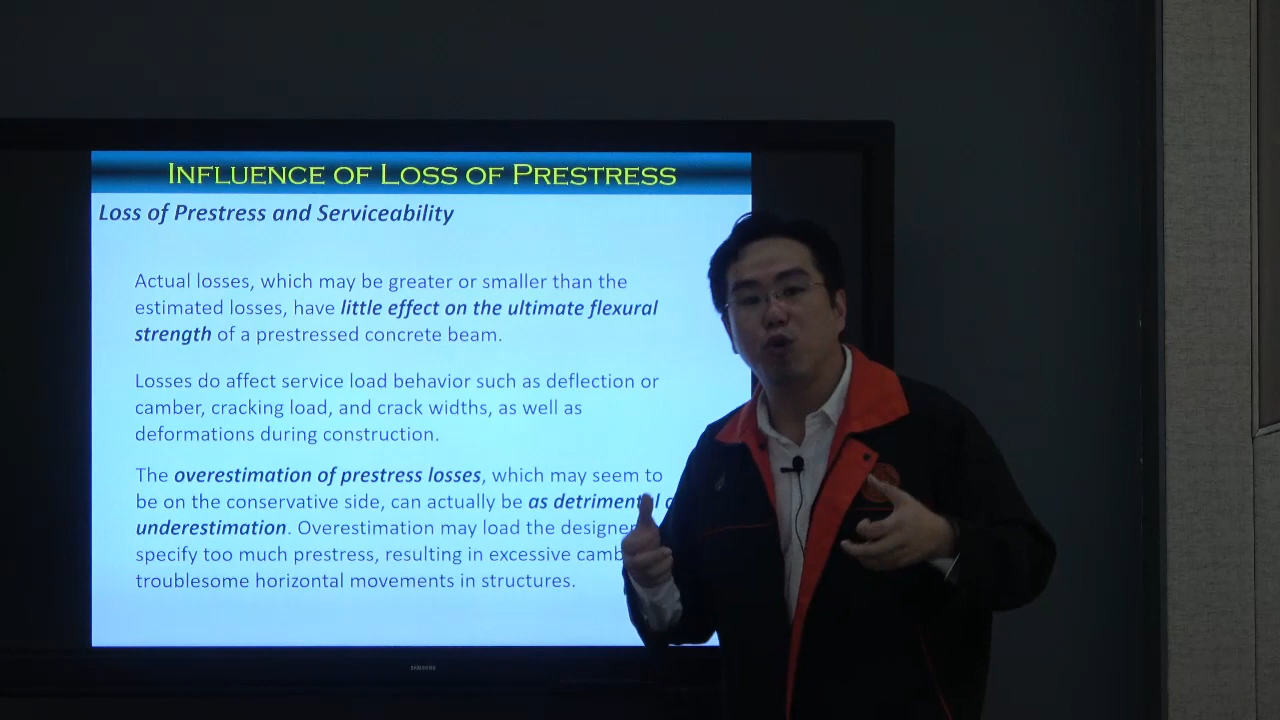 INFLUENCE OF LOSS OF PRESTRESS
Loss of Prestress and Serviceability
Actual losses, which may be greater or smaller than the
estimated losses, have little effect on the ultimate flexural
strength of a prestressed concrete beam.
Losses do affect service load behavior such as deflection or
camber, cracking load, and crack widths, as well as
deformations during construction.
The overestimation of prestress losses, which may seem to
be on the conservative side, can actually be as detrimental
underestimation. Overestimation may load the designer
specify too much prestress, resulting in excessive camb
troublesome horizontal movements in structures.
SAMSUNG